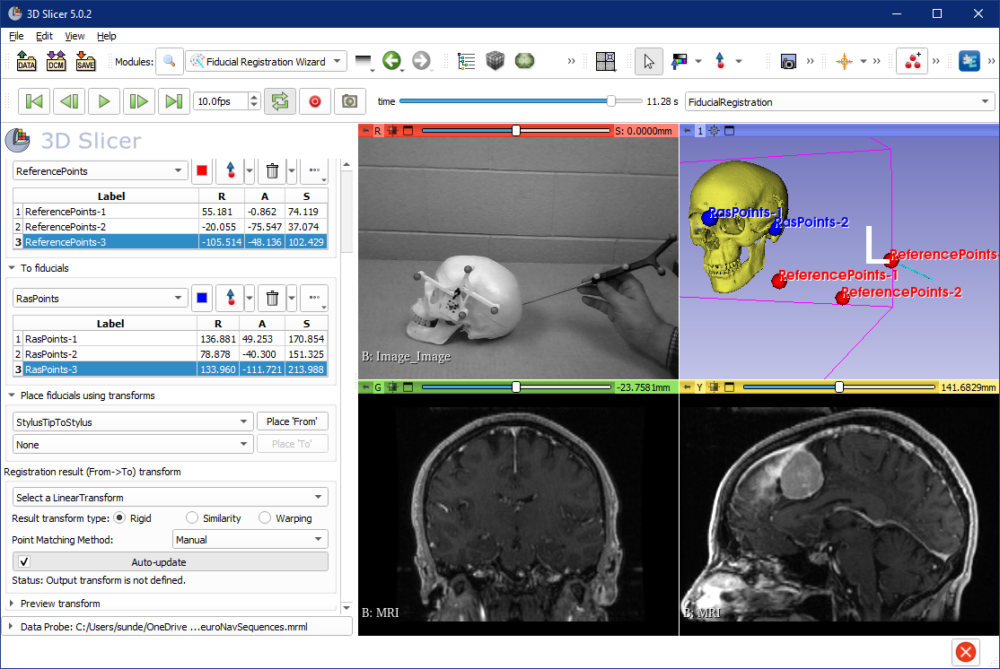 3D Slicer 5.0.2
File Edit View Help
DATA DCM SAVE Modules: Fiducial Registration Wizard »
10.0fps time 11.28 s FiducialRegistration
3D Slicer
ReferencePoints
Label R A S
1 ReferencePoints-1 55.181 -0.862 74.119
2 ReferencePoints-2 -20.055 -75.547 37.074
3 ReferencePoints-3 -105.514 -48.136 102.429
To fiducials
RasPoints
Label R A S
1 RasPoints-1 136.881 49.253 170.854
2 RasPoints-2 78.878 -40.300 151.325
3 RasPoints-3 133.960 -111.721 213.988
Place fiducials using transforms
StylusTipToStylus Place 'From'
None Place 'To'
Registration result (From->To) transform
Select a LinearTransform
Result transform type: Rigid Similarity Warping
Point Matching Method: Manual
Auto-update
Status: Output transform is not defined.
Preview transform
Data Probe: C:/Users/sunde/OneDrive ...euroNavSequences.mrml
R S: 0.0000mm
B: Image_Image
1
RasPoints-1
RasPoints-2
ReferencePoints-
ReferencePoints-1
ReferencePoints-2
L
G -23.7581mm
B: MRI
Y 141.6829mm
B: MRI